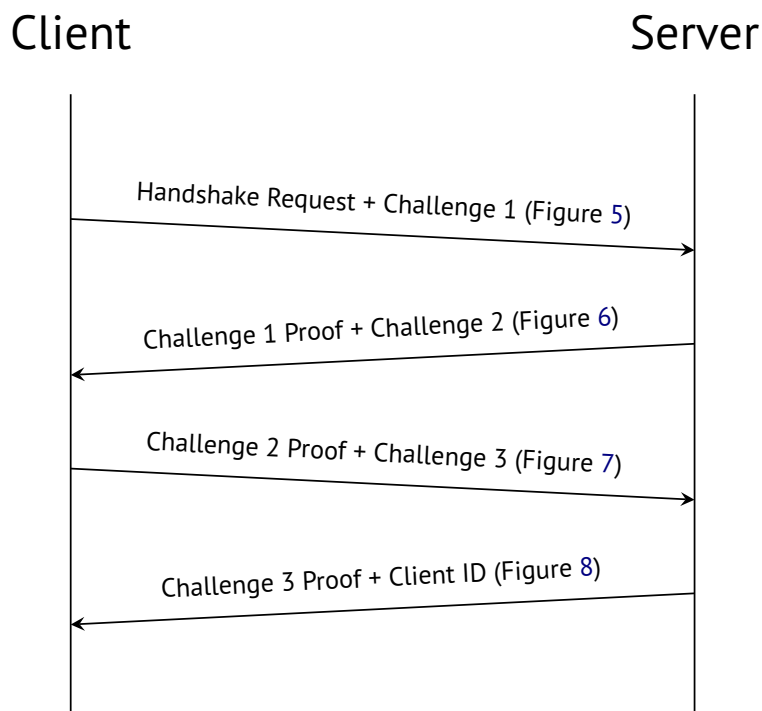 Client
Server
Handshake Request + Challenge 1 (Figure 5)
Challenge 1 Proof + Challenge 2 (Figure 6)
Challenge 2 Proof + Challenge 3 (Figure 7)
Challenge 3 Proof + Client ID (Figure 8)